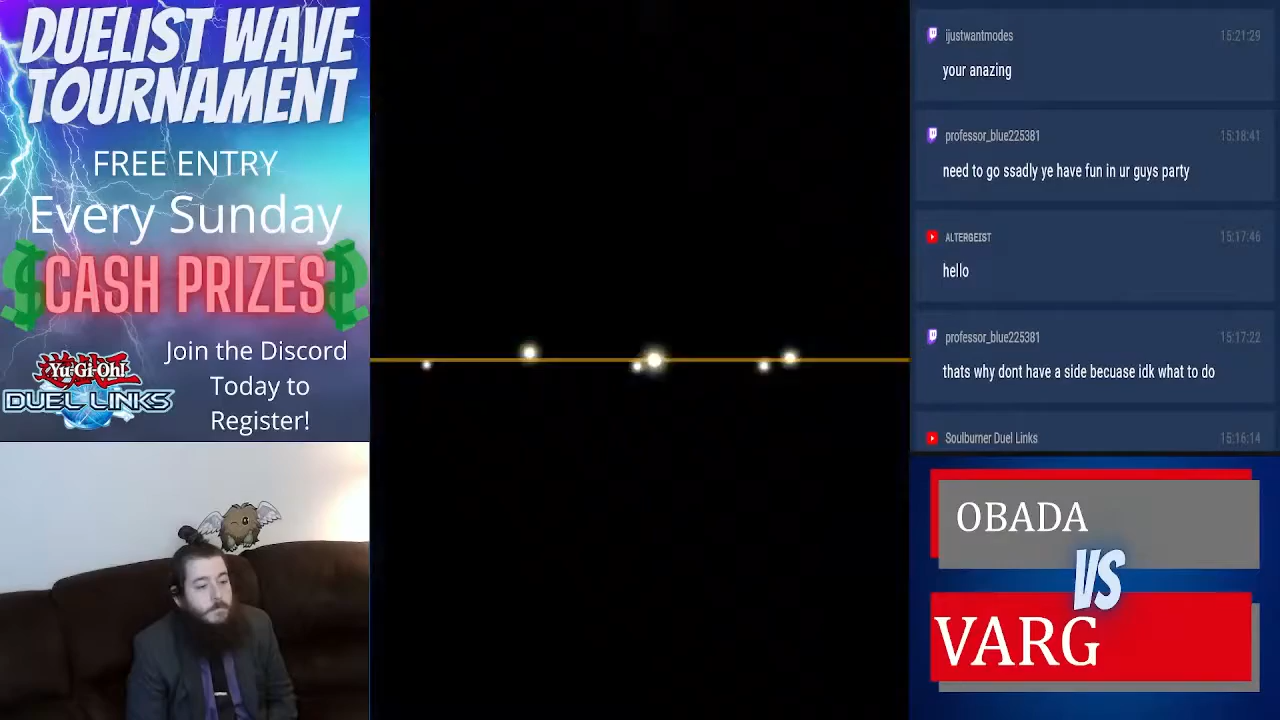 DUELIST WAVE
TOURNAMENT
FREE ENTRY
Every Sunday
$CASH PRIZES$
Yu-Gi-Oh!
DUEL LINKS
Join the Discord
Today to
Register!
ijustwantmodes 15:21:29
your anazing
professor_blue225381 15:18:41
need to go ssadly ye have fun in ur guys party
ALTERGEIST 15:17:46
hello
professor_blue225381 15:17:22
thats why dont have a side becuase idk what to do
Soulburner Duel Links 15:16:14
OBADA
VS
VARG